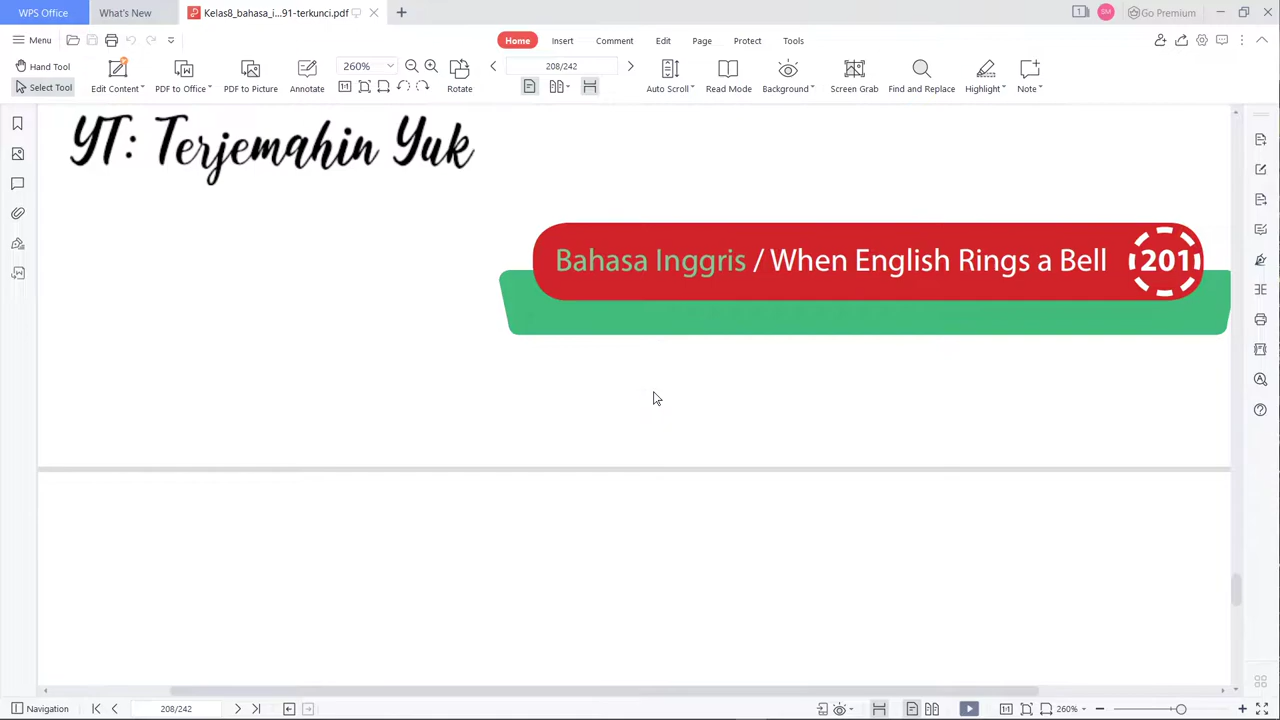 WPS Office
What's New
Kelas8_bahasa_i...91-terkunci.pdf
1
SM
Go Premium
Menu
Home
Insert
Comment
Edit
Page
Protect
Tools
Hand Tool
Select Tool
Edit Content
PDF to Office
PDF to Picture
Annotate
260%
Rotate
208/242
Auto Scroll
Read Mode
Background
Screen Grab
Find and Replace
Highlight
Note
YT: Terjemahin Yuk
Bahasa Inggris / When English Rings a Bell 201
Navigation
208/242
260%